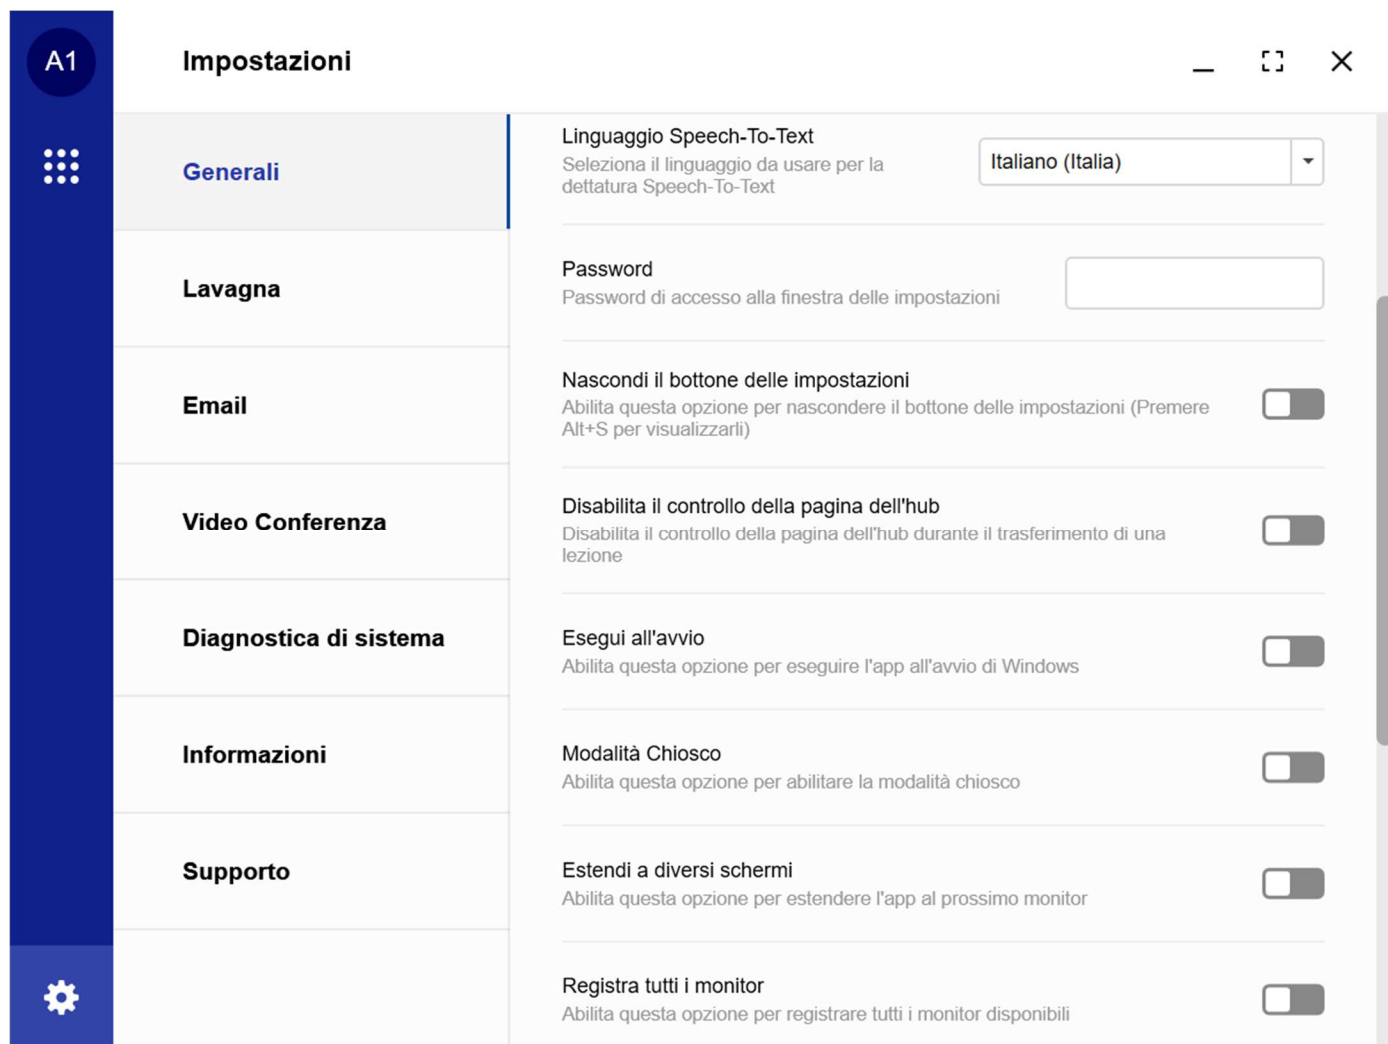 A1
Impostazioni
Generali
Lavagna
Email
Video Conferenza
Diagnostica di sistema
Informazioni
Supporto
Linguaggio Speech-To-Text
Seleziona il linguaggio da usare per la
dettatura Speech-To-Text
Italiano (Italia)
Password
Password di accesso alla finestra delle impostazioni
Nascondi il bottone delle impostazioni
Abilita questa opzione per nascondere il bottone delle impostazioni (Premere
Alt+S per visualizzarli)
Disabilita il controllo della pagina dell'hub
Disabilita il controllo della pagina dell'hub durante il trasferimento di una
lezione
Esegui all'avvio
Abilita questa opzione per eseguire l'app all'avvio di Windows
Modalità Chiosco
Abilita questa opzione per abilitare la modalità chiosco
Estendi a diversi schermi
Abilita questa opzione per estendere l'app al prossimo monitor
Registra tutti i monitor
Abilita questa opzione per registrare tutti i monitor disponibili